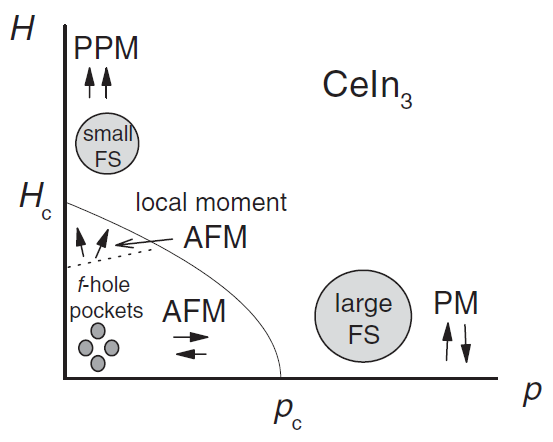 H
PPM
CeIn3
small
FS
Hc
local moment
AFM
f-hole
pockets
AFM
large
FS
PM
pc
p